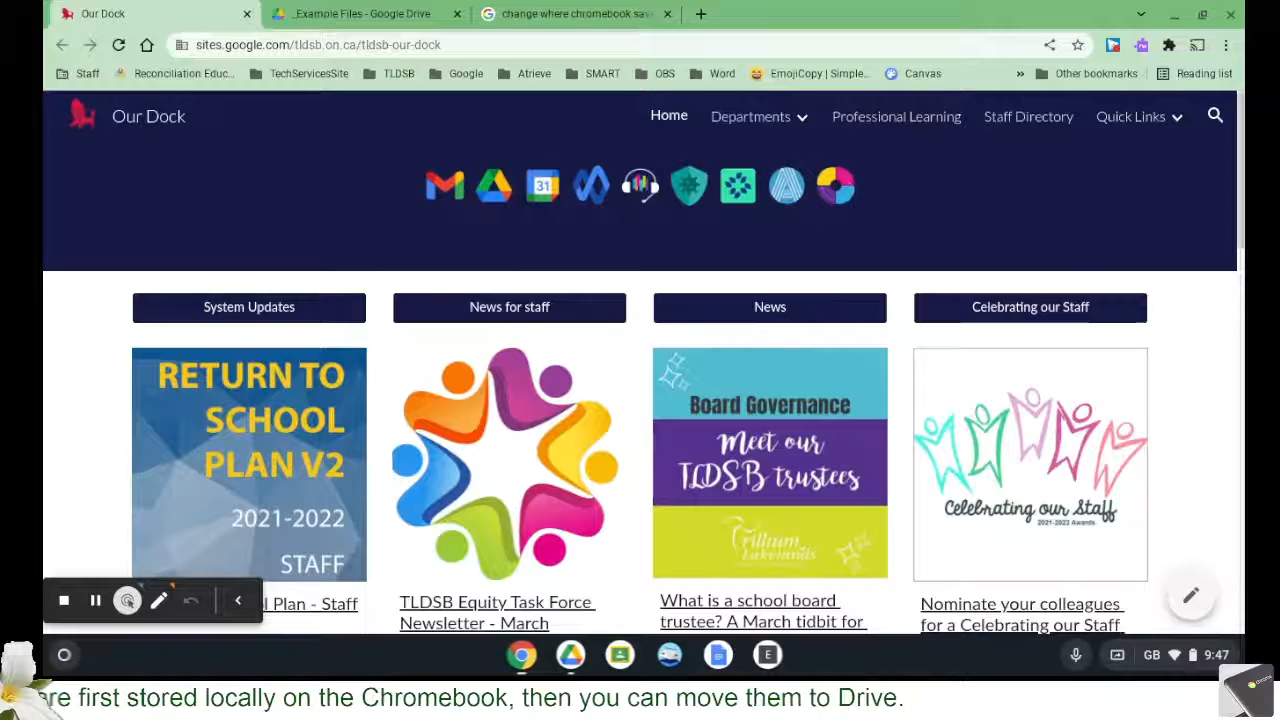 Our Dock
_Example Files - Google Drive
change where chromebook save
sites.google.com/tldsb.on.ca/tldsb-our-dock
Staff
Reconciliation Educ...
TechServicesSite
TLDSB
Google
Atrieve
SMART
OBS
Word
EmojiCopy | Simple...
Canvas
»
Other bookmarks
Reading list
Our Dock
Home
Departments
Professional Learning
Staff Directory
Quick Links
31
System Updates
News for staff
News
Celebrating our Staff
RETURN TO
SCHOOL
PLAN V2
2021-2022
STAFF
Board Governance
Meet our
TLDSB trustees
Trillium
Lakelands
Celebrating our Staff
2021-2022 Awards
l Plan - Staff
TLDSB Equity Task Force
Newsletter - March
What is a school board
trustee? A March tidbit for
Nominate your colleagues
for a Celebrating our Staff
E
GB
9:47
are first stored locally on the Chromebook, then you can move them to Drive.